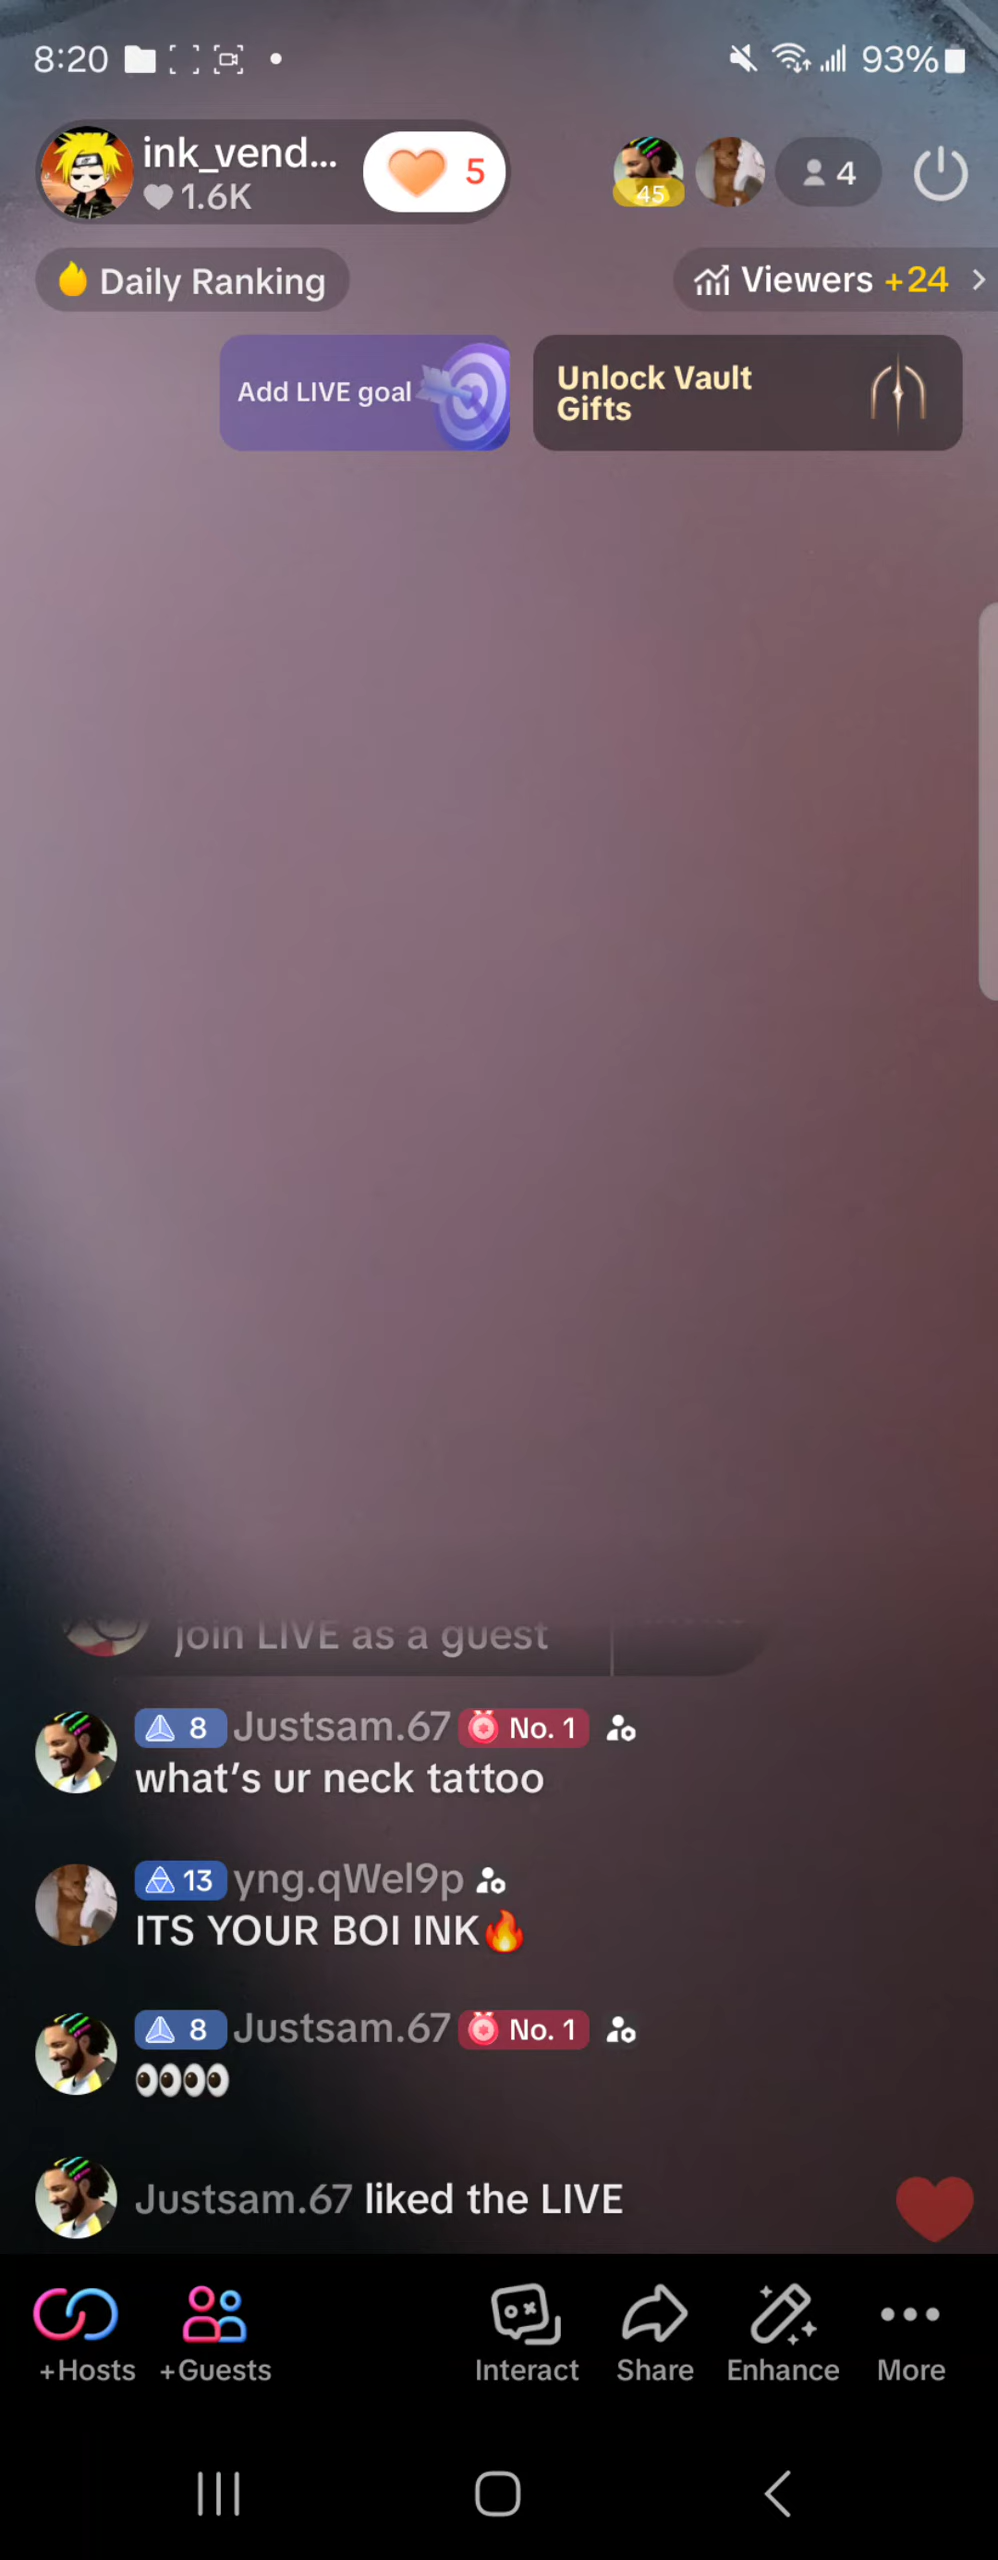 8:20
93%
ink_vend...
1.6K
5
45
4
Daily Ranking
Viewers +24
Add LIVE goal
Unlock Vault
Gifts
join LIVE as a guest
8 Justsam.67 No. 1
what's ur neck tattoo
13 yng.qWel9p
ITS YOUR BOI INK🔥
8 Justsam.67 No. 1
👀👀
Justsam.67 liked the LIVE
+Hosts
+Guests
Interact
Share
Enhance
More